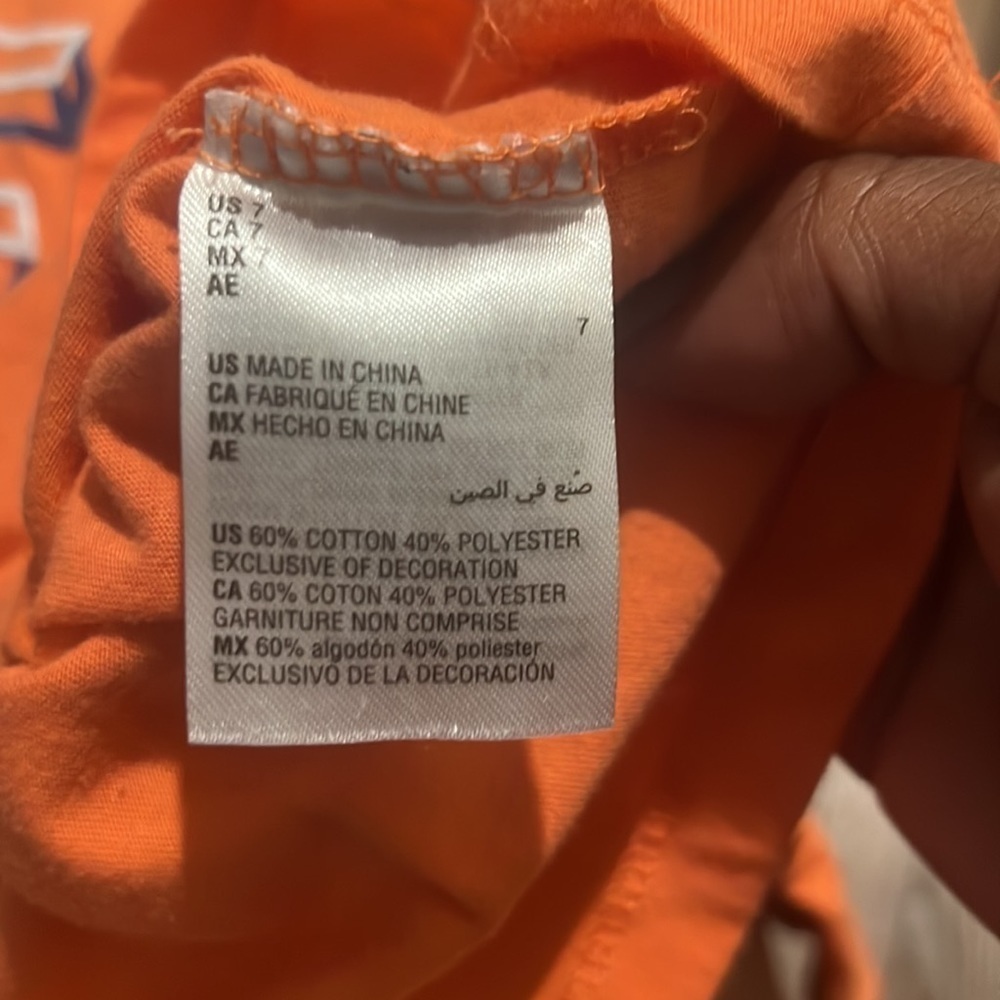 US 7
CA 7
MX 7
AE
7
US MADE IN CHINA
CA FABRIQUÉ EN CHINE
MX HECHO EN CHINA
AE
صُنع في الصين
US 60% COTTON 40% POLYESTER
EXCLUSIVE OF DECORATION
CA 60% COTON 40% POLYESTER
GARNITURE NON COMPRISE
MX 60% algodón 40% poliester
EXCLUSIVO DE LA DECORACIÓN